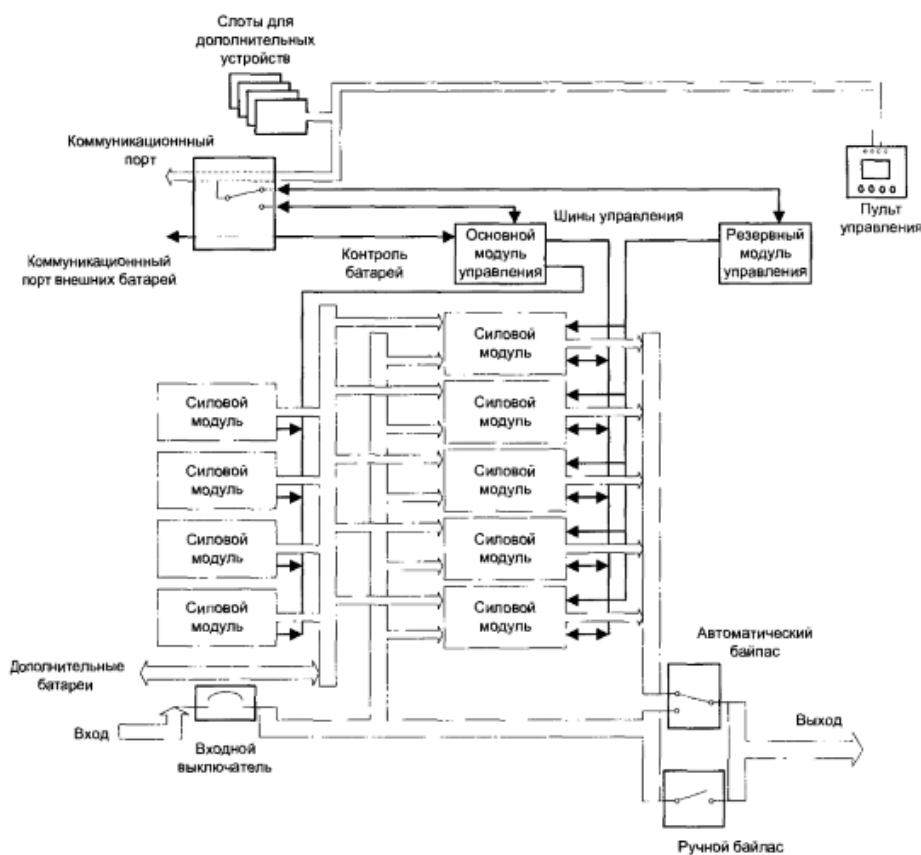 Слоты для
дополнительных
устройств
Коммуникационнный
порт
Пульт
управления
Шины управления
Основной
модуль
управления
Резервный
модуль
управления
Контроль
батарей
Коммуникационнный
порт внешних батарей
Силовой
модуль
Силовой
модуль
Силовой
модуль
Силовой
модуль
Силовой
модуль
Силовой
модуль
Силовой
модуль
Силовой
модуль
Силовой
модуль
Дополнительные
батареи
Автоматический
байпас
Вход
Входной
выключатель
Выход
Ручной байпас